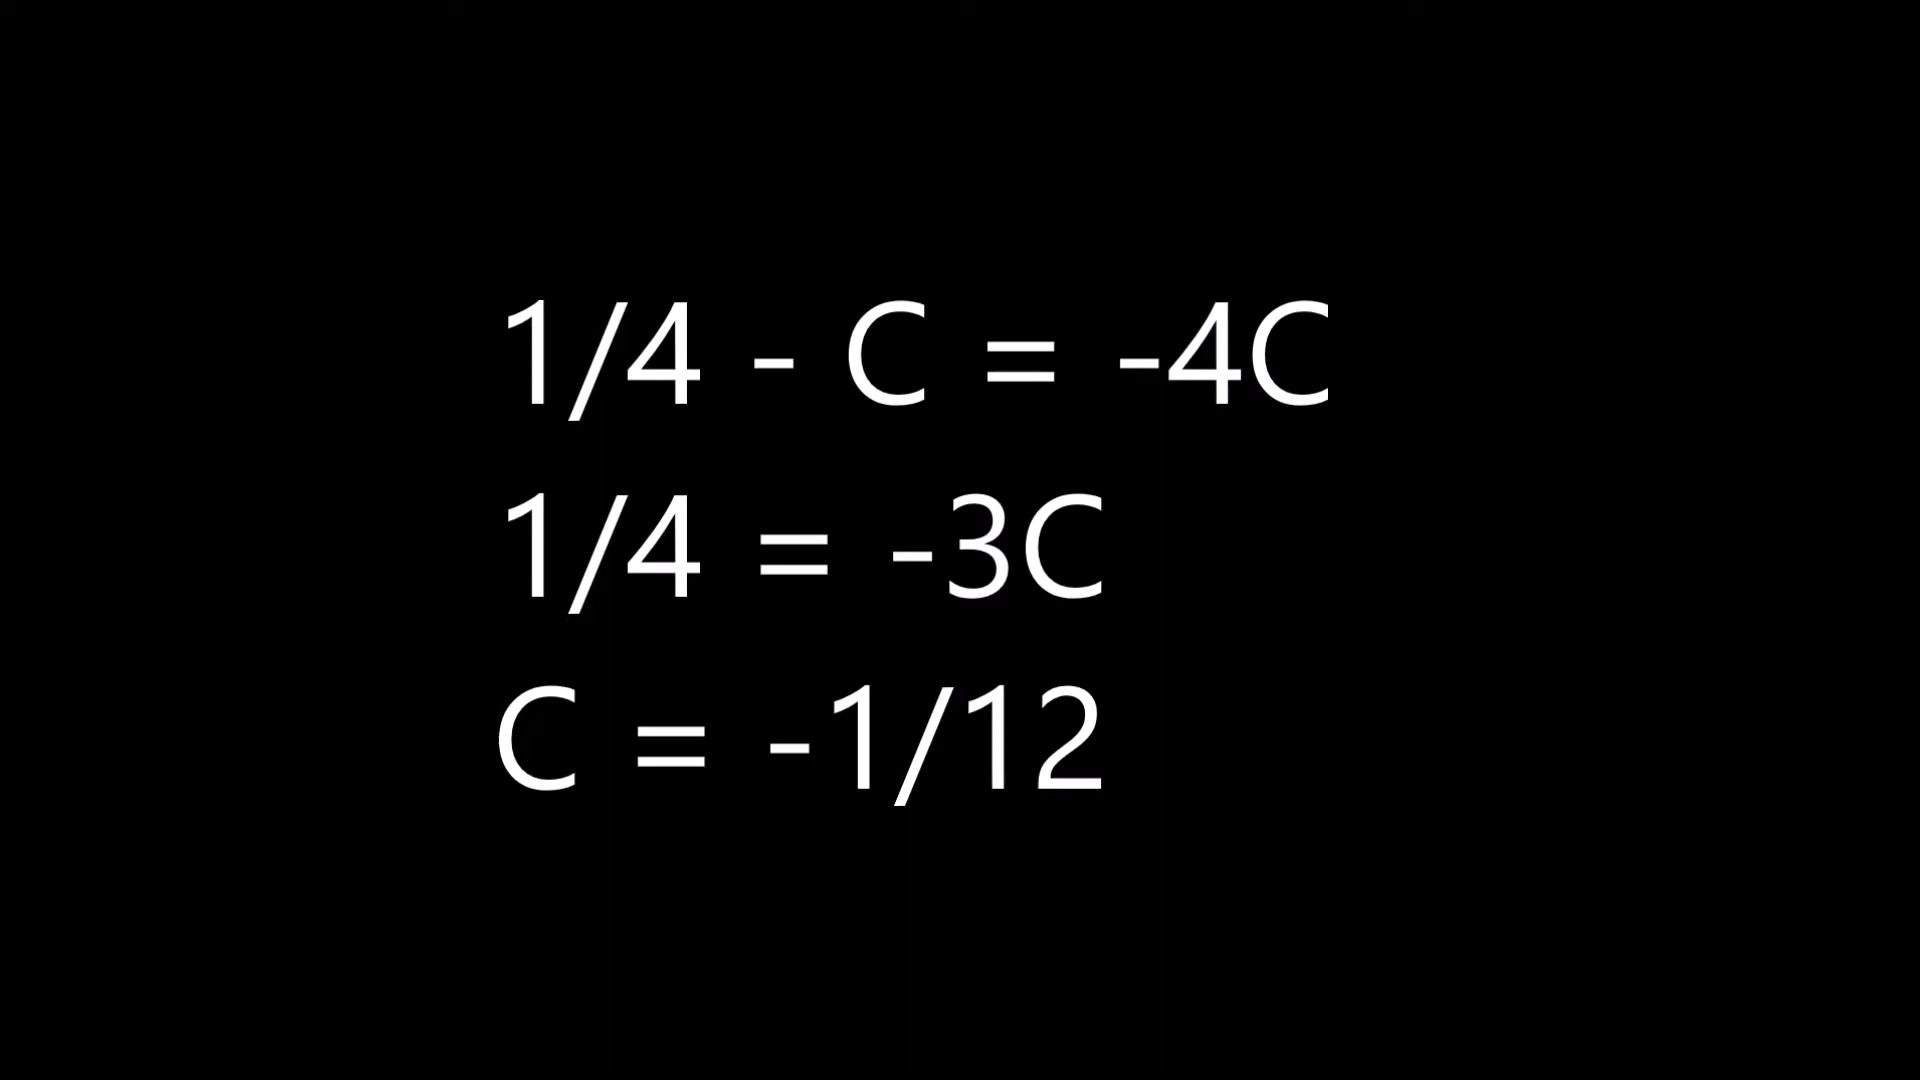 1/4 - C = -4C
1/4 = -3C
C = -1/12